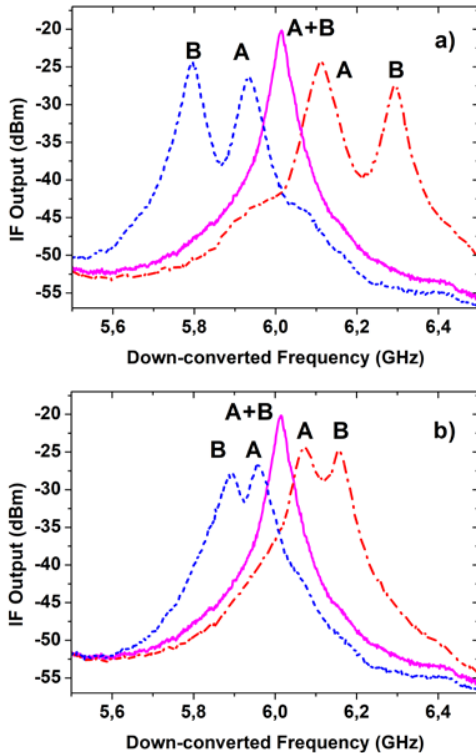 A+B
a)
B
A
A
B
IF Output (dBm)
-20
-25
-30
-35
-40
-45
-50
-55
5,6
5,8
6,0
6,2
6,4
Down-converted Frequency (GHz)
A+B
b)
B
A
A
B
IF Output (dBm)
-20
-25
-30
-35
-40
-45
-50
-55
5,6
5,8
6,0
6,2
6,4
Down-converted Frequency (GHz)